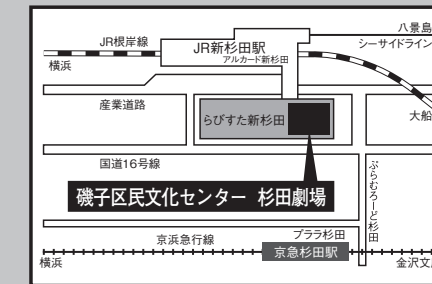 八景島
JR根岸線
JR新杉田駅
シーサイドライン
アルカード新杉田
横浜
産業道路
大船
らびすた新杉田
国道16号線
ぷらむろーど杉田
磯子区民文化センター 杉田劇場
プララ杉田
京浜急行線
京急杉田駅
横浜
金沢文